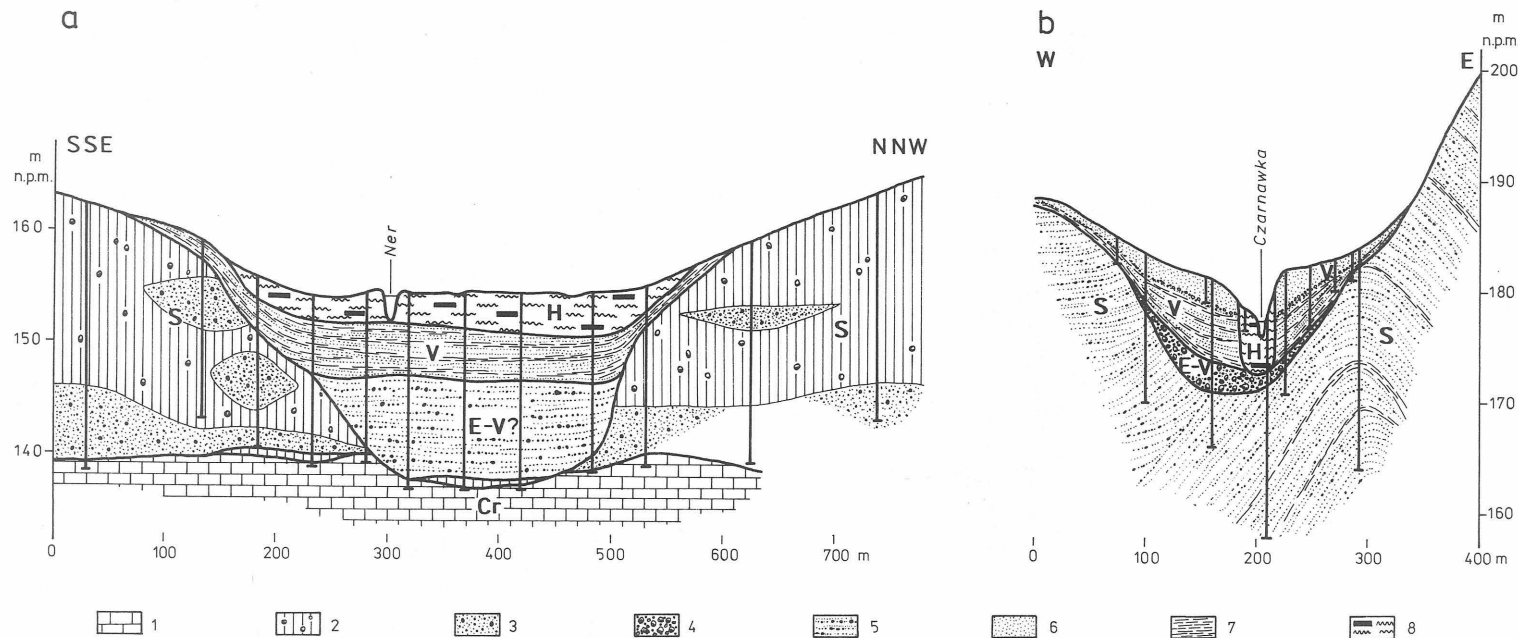 a
SSE
NNW
m
n.p.m.
160
150
140
Ner
S
S
H
V
E-V?
Cr
0 100 200 300 400 500 600 700 m
b
W
E
m
n.p.m.
200
190
180
170
160
Czarnawka
S
V
V
H
E-V
S
0 100 200 300 400 m
1 2 3 4 5 6 7 8